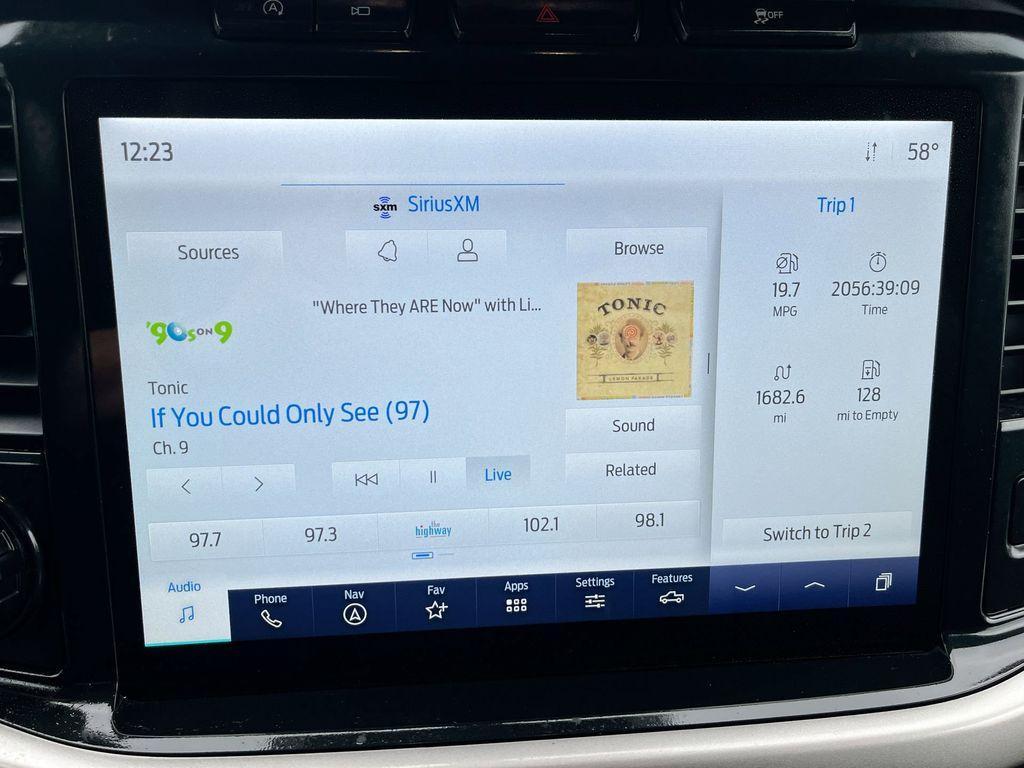 OFF
12:23
58°
sxm SiriusXM
Sources
Browse
"Where They ARE Now" with Li...
'90s ON 9
TONIC
LEMON PARADE
Tonic
If You Could Only See (97)
Ch. 9
Sound
Related
Live
97.7
97.3
the highway
102.1
98.1
Trip 1
19.7
MPG
2056:39:09
Time
1682.6
mi
128
mi to Empty
Switch to Trip 2
Audio
Phone
Nav
Fav
Apps
Settings
Features